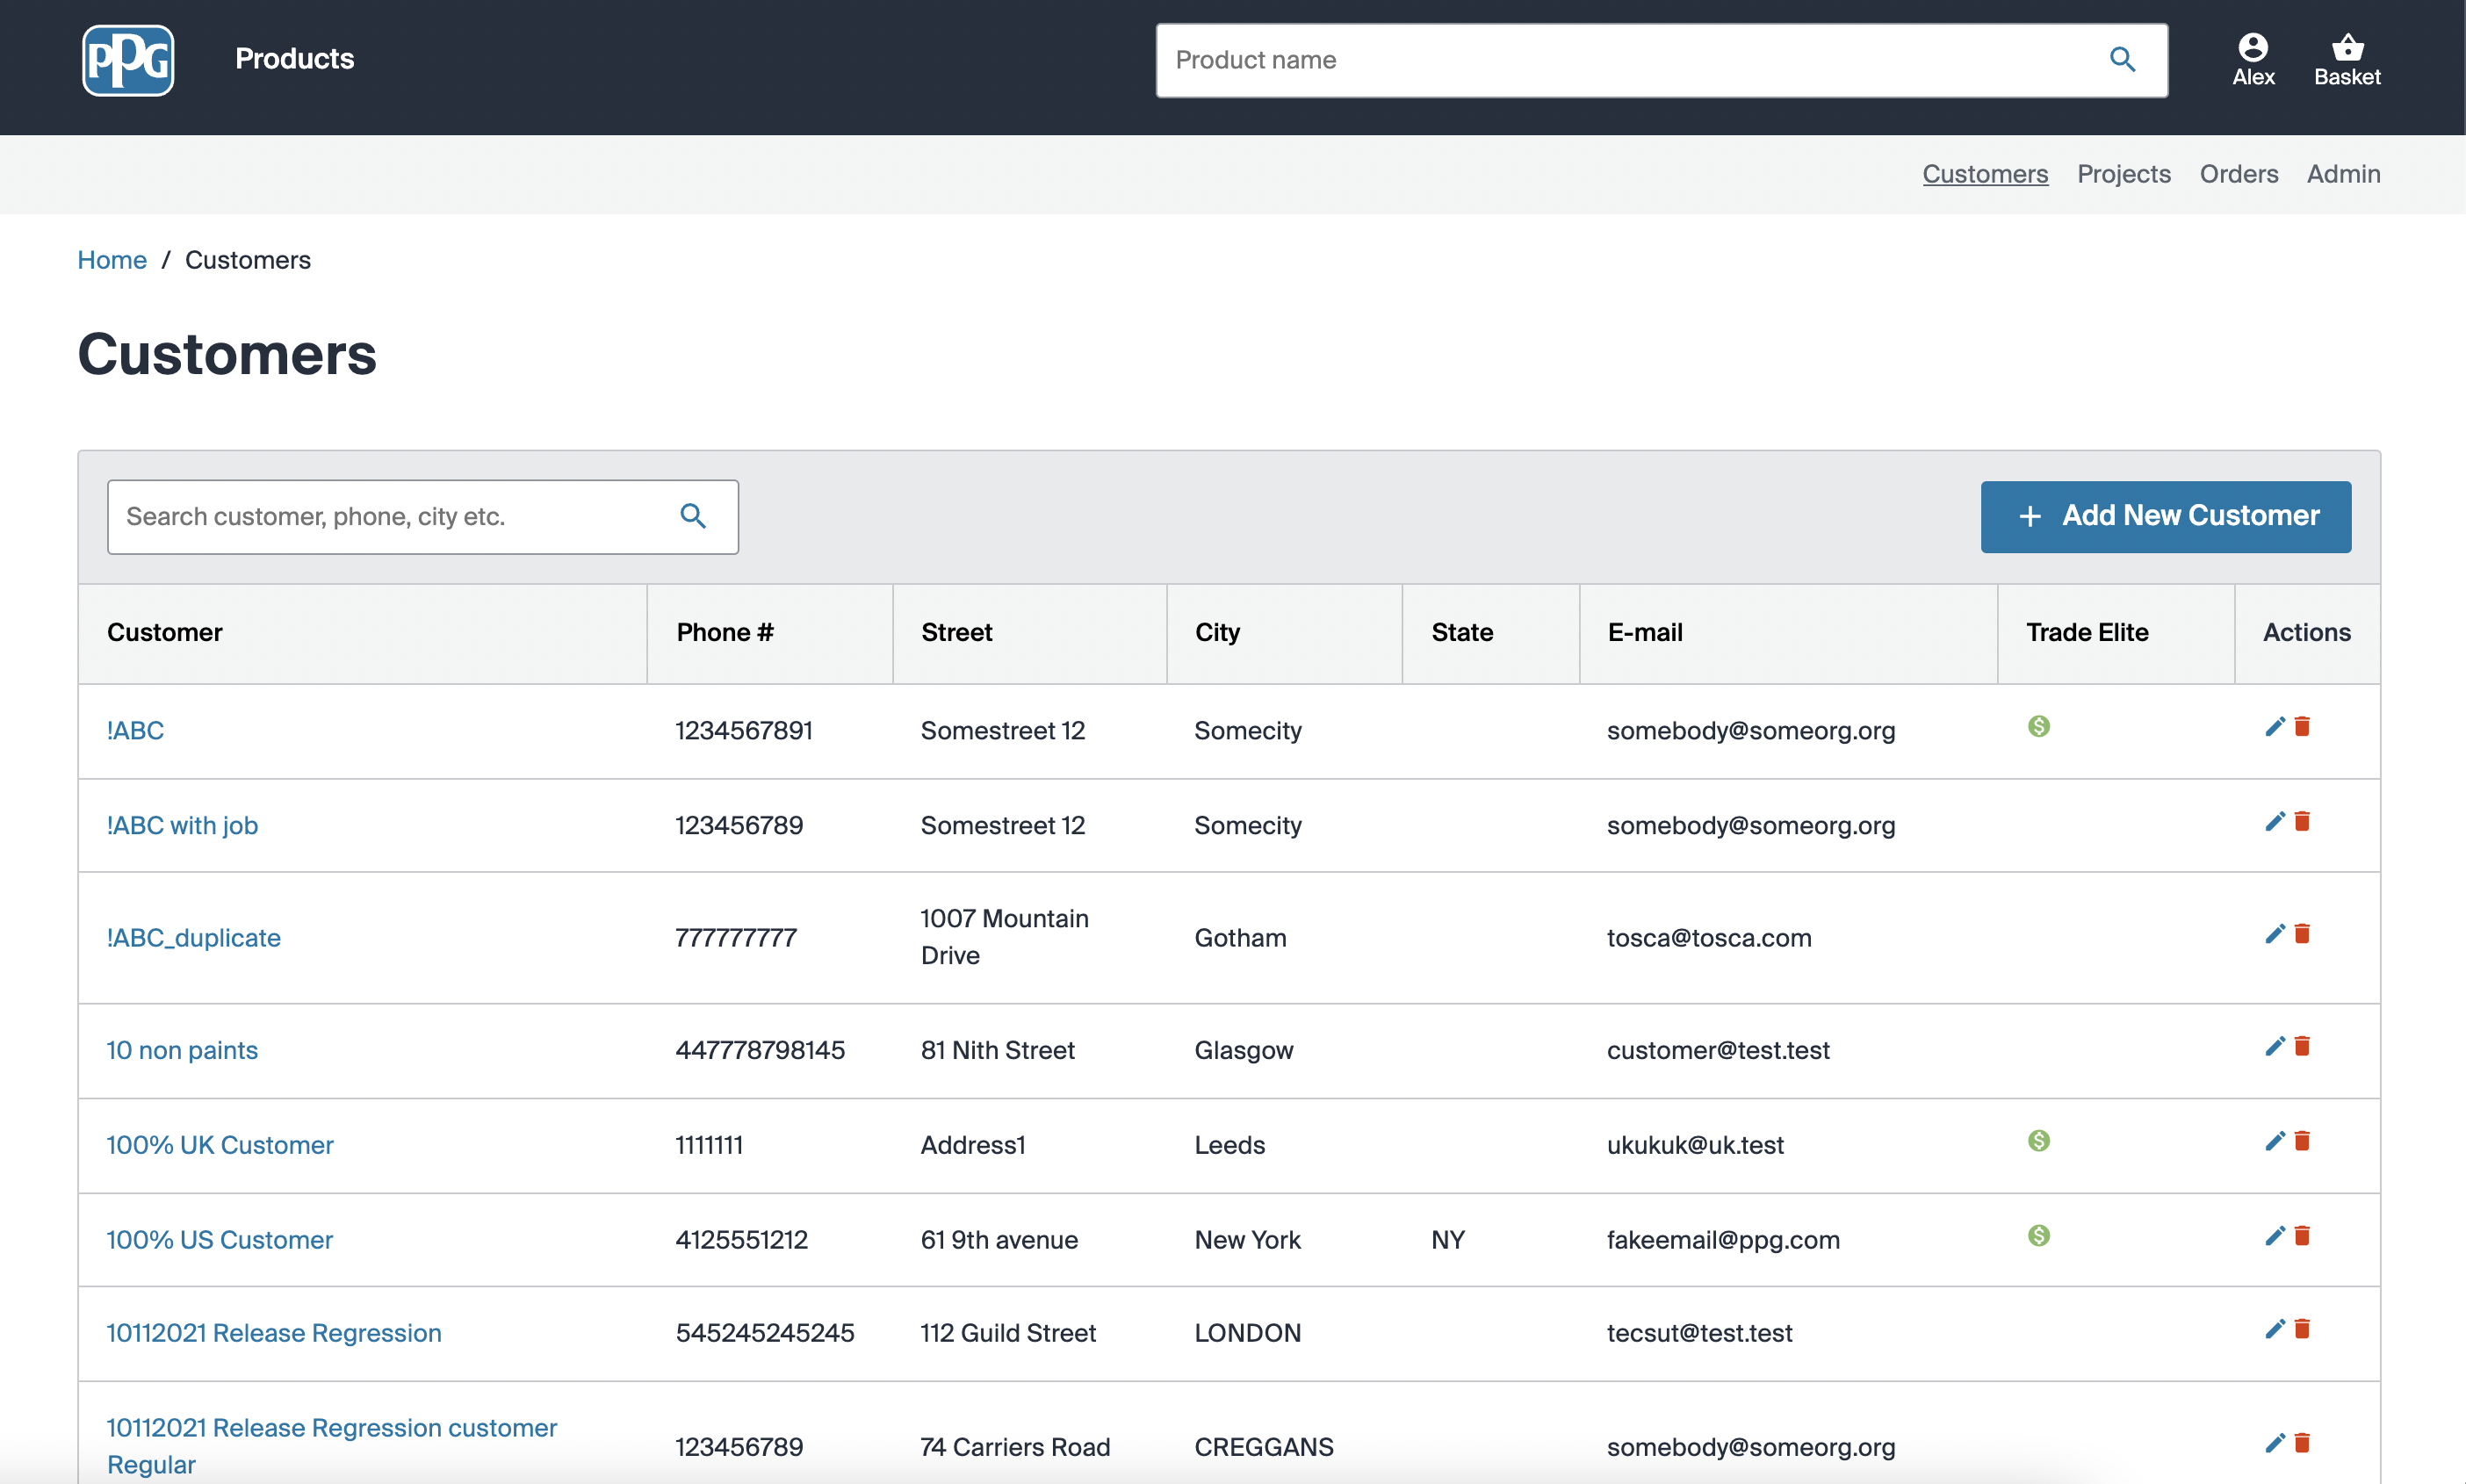 PPG
Products
Product name
Alex
Basket
Customers Projects Orders Admin
Home / Customers
Customers
Search customer, phone, city etc.
+ Add New Customer
Customer Phone # Street City State E-mail Trade Elite Actions
!ABC 1234567891 Somestreet 12 Somecity somebody@someorg.org
!ABC with job 123456789 Somestreet 12 Somecity somebody@someorg.org
!ABC_duplicate 777777777 1007 Mountain
Drive Gotham tosca@tosca.com
10 non paints 447778798145 81 Nith Street Glasgow customer@test.test
100% UK Customer 1111111 Address1 Leeds ukukuk@uk.test
100% US Customer 4125551212 61 9th avenue New York NY fakeemail@ppg.com
10112021 Release Regression 545245245245 112 Guild Street LONDON tecsut@test.test
10112021 Release Regression customer
Regular 123456789 74 Carriers Road CREGGANS somebody@someorg.org